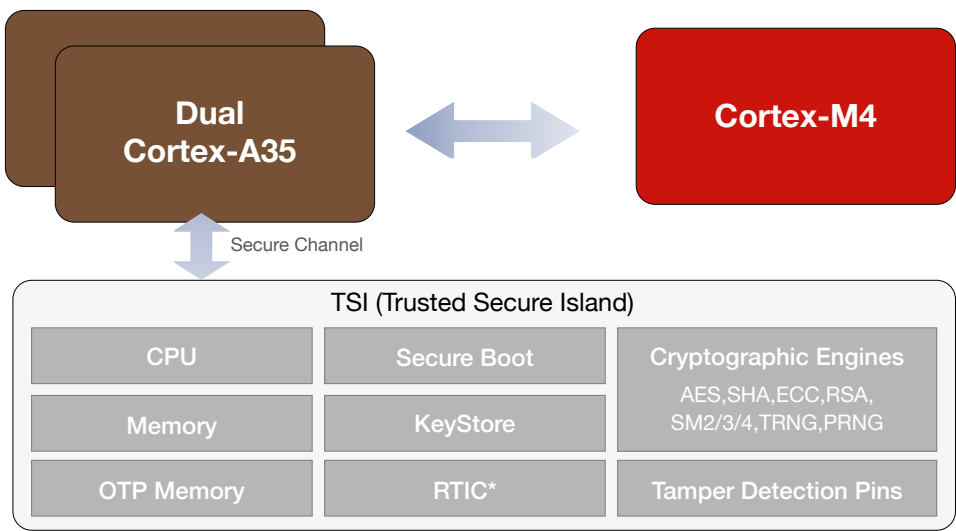 Dual
Cortex-A35
Cortex-M4
Secure Channel
TSI (Trusted Secure Island)
CPU
Secure Boot
Cryptographic Engines
AES,SHA,ECC,RSA,
SM2/3/4,TRNG,PRNG
Memory
KeyStore
OTP Memory
RTIC*
Tamper Detection Pins